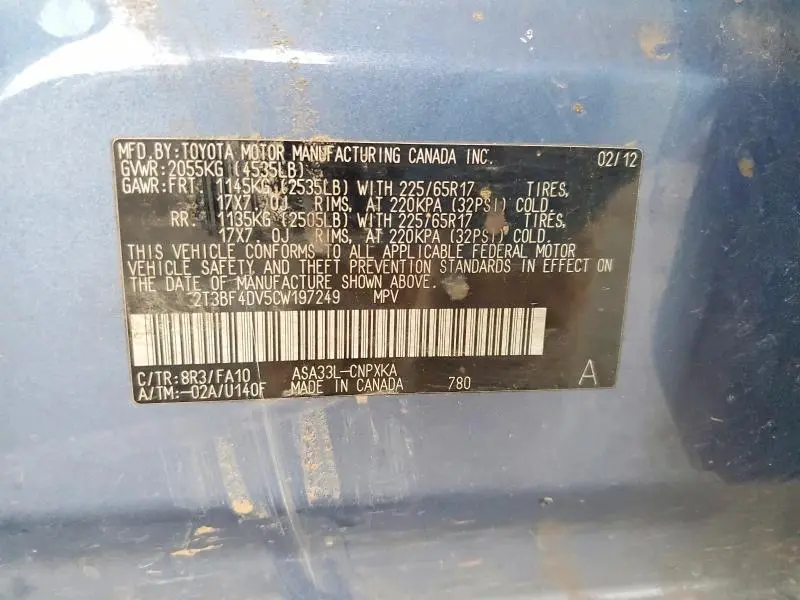 MFD.BY:TOYOTA MOTOR MANUFACTURING CANADA INC. 02/12
GVWR:2055KG (4535LB)
GAWR:FRT. 1145KG (2535LB) WITH 225/65R17 TIRES,
17X7.0J RIMS, AT 220KPA (32PSI) COLD.
RR. 1135KG (2505LB) WITH 225/65R17 TIRES,
17X7.0J RIMS, AT 220KPA (32PSI) COLD.
THIS VEHICLE CONFORMS TO ALL APPLICABLE FEDERAL MOTOR
VEHICLE SAFETY, AND THEFT PREVENTION STANDARDS IN EFFECT ON
THE DATE OF MANUFACTURE SHOWN ABOVE.
2T3BF4DV5CW197249 MPV
C/TR:8R3/FA10 ASA33L-CNPXKA
A/TM:-02A/U140F MADE IN CANADA 780 A